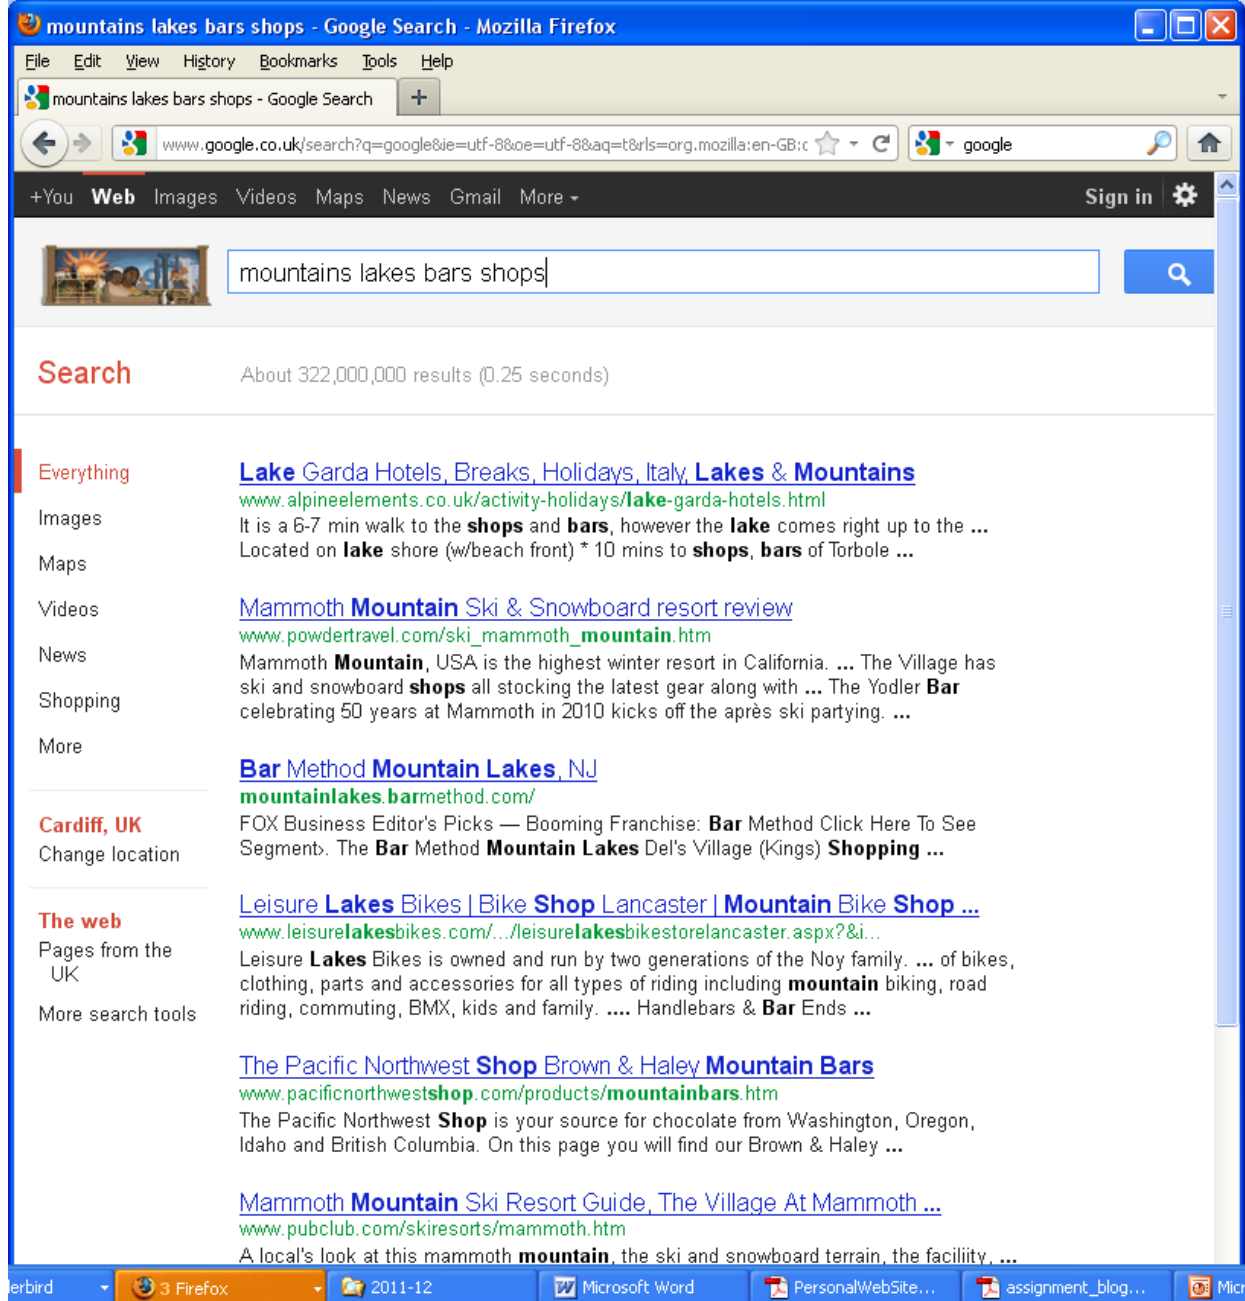 mountains lakes bars shops - Google Search - Mozilla Firefox
File Edit View History Bookmarks Tools Help
mountains lakes bars shops - Google Search
www.google.co.uk/search?q=google&ie=utf-8&oe=utf-8&aq=t&rls=org.mozilla:en-GB:c
google
+You Web Images Videos Maps News Gmail More
Sign in
mountains lakes bars shops
Search
About 322,000,000 results (0.25 seconds)
Everything
Images
Maps
Videos
News
Shopping
More
Cardiff, UK
Change location
The web
Pages from the
UK
More search tools
Lake Garda Hotels, Breaks, Holidays, Italy, Lakes & Mountains
www.alpineelements.co.uk/activity-holidays/lake-garda-hotels.html
It is a 6-7 min walk to the shops and bars, however the lake comes right up to the ...
Located on lake shore (w/beach front) * 10 mins to shops, bars of Torbole ...
Mammoth Mountain Ski & Snowboard resort review
www.powdertravel.com/ski_mammoth_mountain.htm
Mammoth Mountain, USA is the highest winter resort in California. ... The Village has
ski and snowboard shops all stocking the latest gear along with ... The Yodler Bar
celebrating 50 years at Mammoth in 2010 kicks off the après ski partying. ...
Bar Method Mountain Lakes, NJ
mountainlakes.barmethod.com/
FOX Business Editor's Picks — Booming Franchise: Bar Method Click Here To See
Segment›. The Bar Method Mountain Lakes Del's Village (Kings) Shopping ...
Leisure Lakes Bikes | Bike Shop Lancaster | Mountain Bike Shop ...
www.leisurelakesbikes.com/.../leisurelakesbikestorelancaster.aspx?&i...
Leisure Lakes Bikes is owned and run by two generations of the Noy family. ... of bikes,
clothing, parts and accessories for all types of riding including mountain biking, road
riding, commuting, BMX, kids and family. .... Handlebars & Bar Ends ...
The Pacific Northwest Shop Brown & Haley Mountain Bars
www.pacificnorthwestshop.com/products/mountainbars.htm
The Pacific Northwest Shop is your source for chocolate from Washington, Oregon,
Idaho and British Columbia. On this page you will find our Brown & Haley ...
Mammoth Mountain Ski Resort Guide, The Village At Mammoth ...
www.pubclub.com/skiresorts/mammoth.htm
A local's look at this mammoth mountain, the ski and snowboard terrain, the faciliity, ....
erbird 3 Firefox 2011-12 Microsoft Word PersonalWebSite... assignment_blog... Micr